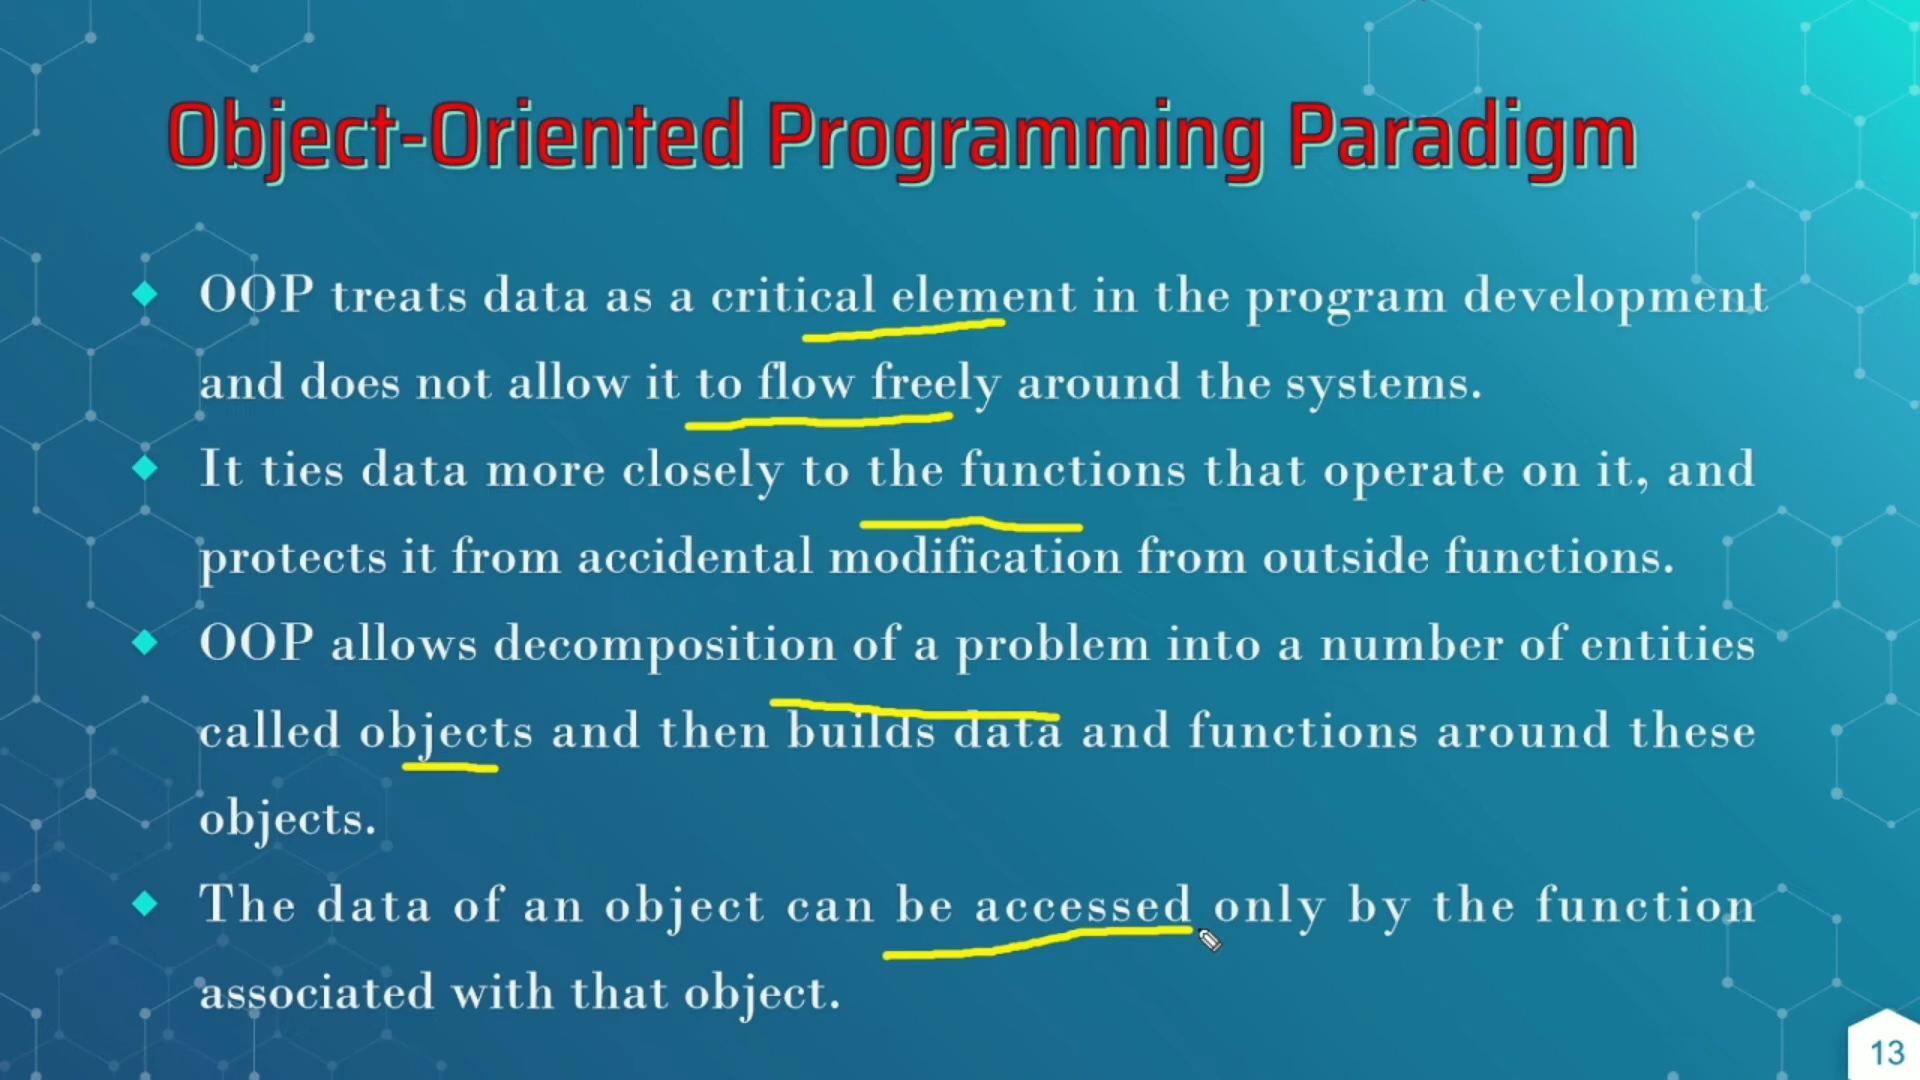 Object-Oriented Programming Paradigm
OOP treats data as a critical element in the program development
and does not allow it to flow freely around the systems.
It ties data more closely to the functions that operate on it, and
protects it from accidental modification from outside functions.
OOP allows decomposition of a problem into a number of entities
called objects and then builds data and functions around these
objects.
The data of an object can be accessed only by the function
associated with that object.
13